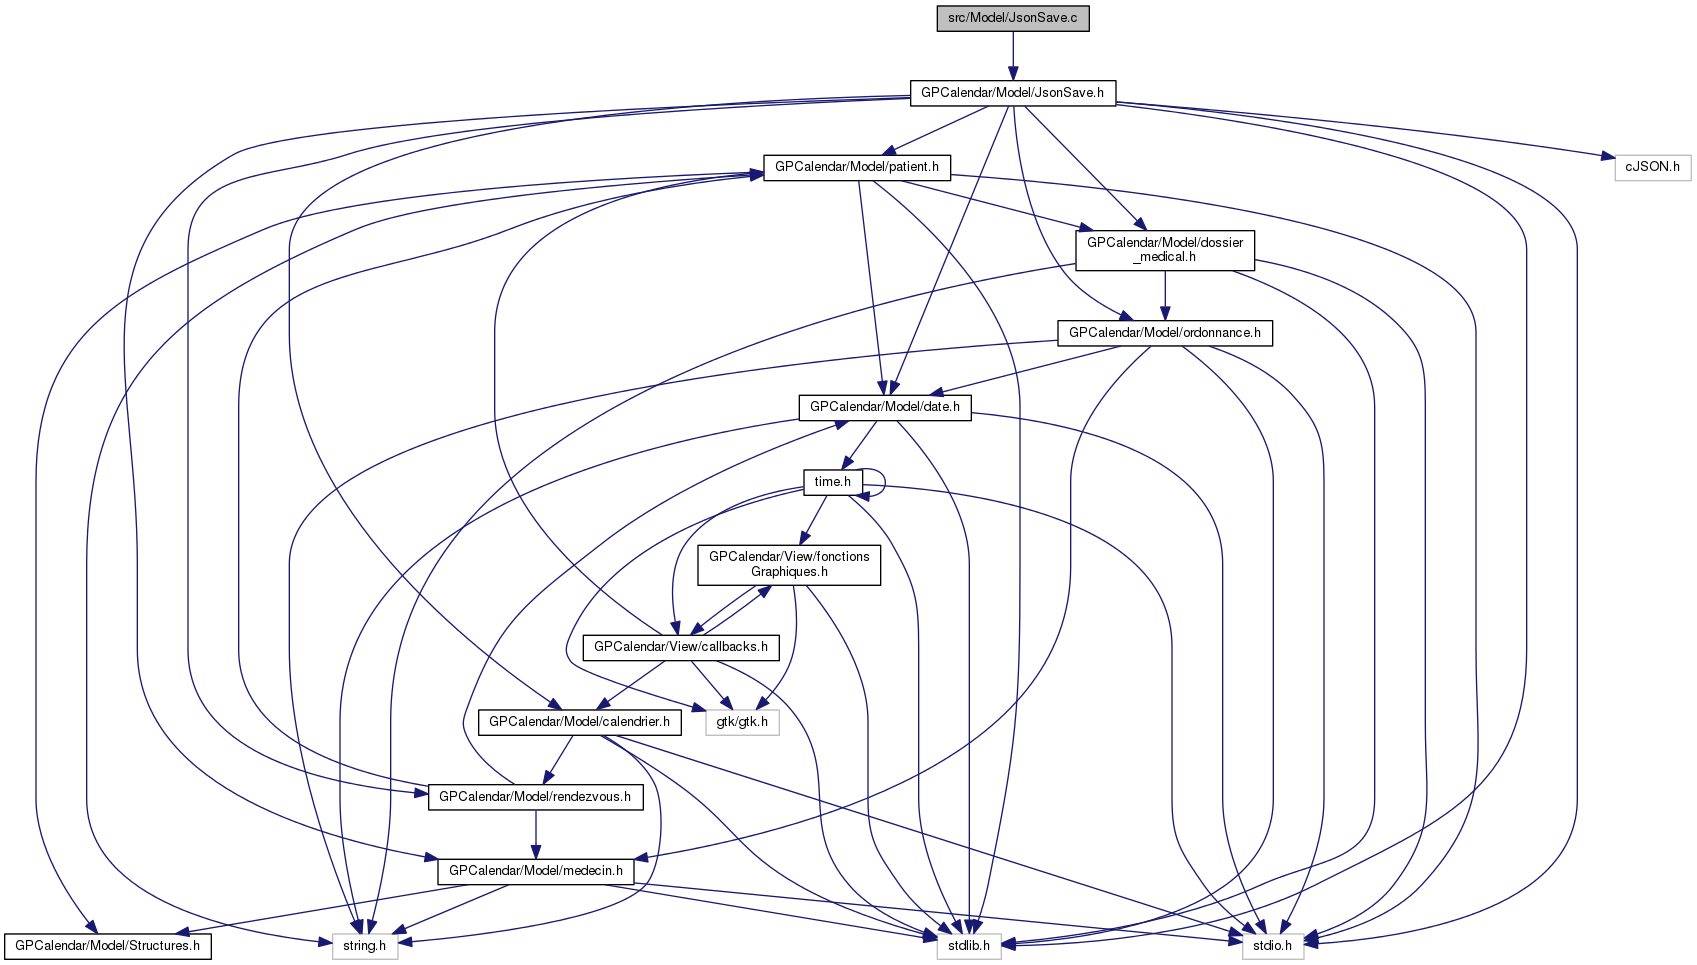 src/Model/JsonSave.c
GPCalendar/Model/JsonSave.h
GPCalendar/Model/patient.h
cJSON.h
GPCalendar/Model/dossier
_medical.h
GPCalendar/Model/ordonnance.h
GPCalendar/Model/date.h
time.h
GPCalendar/View/fonctions
Graphiques.h
GPCalendar/View/callbacks.h
GPCalendar/Model/calendrier.h
gtk/gtk.h
GPCalendar/Model/rendezvous.h
GPCalendar/Model/medecin.h
GPCalendar/Model/Structures.h
string.h
stdlib.h
stdio.h